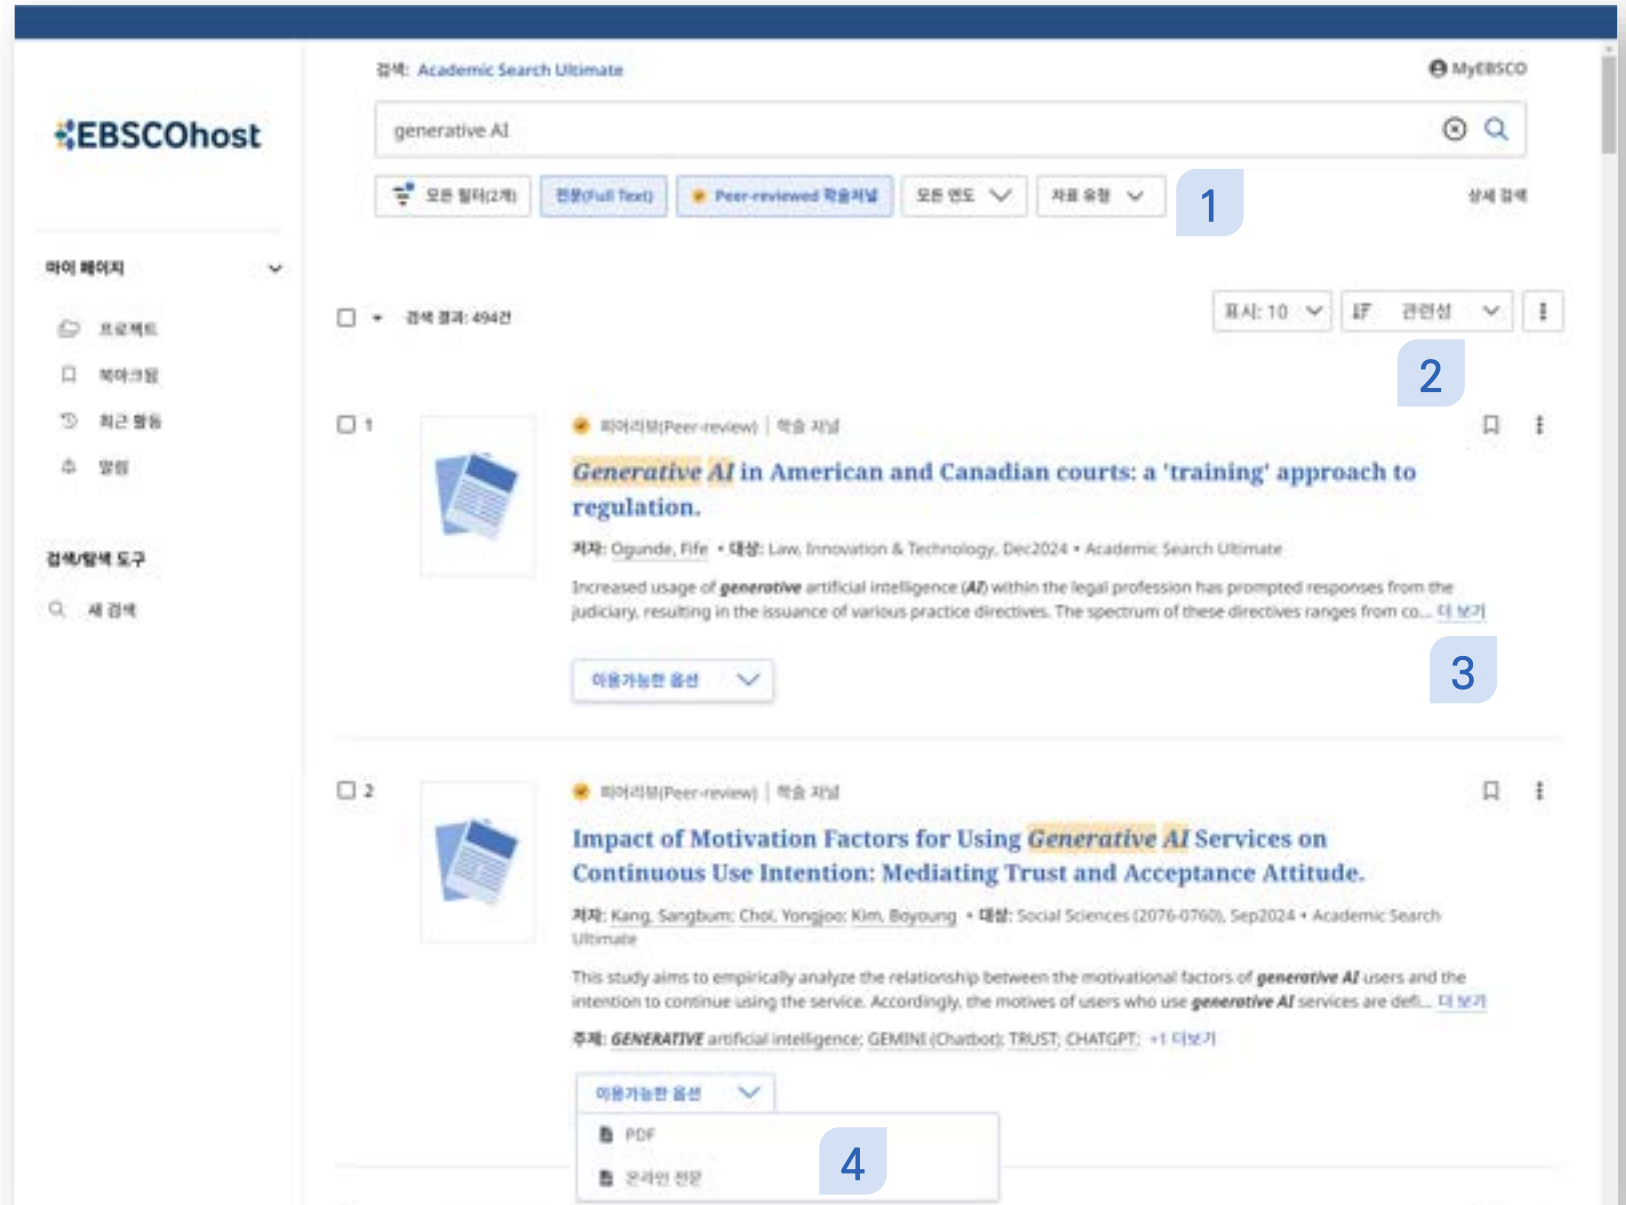 검색: Academic Search Ultimate
MyEBSCO
EBSCOhost
generative AI
모든 필터(2개)
전문(Full Text)
Peer-reviewed 학술저널
모든 연도
자료 유형
1
상세 검색
마이 페이지
프로젝트
북마크됨
최근 활동
알림
검색/탐색 도구
새 검색
검색 결과: 494건
표시: 10
관련성
2
1
피어리뷰(Peer-review) | 학술 저널
Generative AI in American and Canadian courts: a 'training' approach to
regulation.
저자: Ogunde, Fife • 대상: Law, Innovation & Technology, Dec2024 • Academic Search Ultimate
Increased usage of generative artificial intelligence (AI) within the legal profession has prompted responses from the
judiciary, resulting in the issuance of various practice directives. The spectrum of these directives ranges from co... 더 보기
3
이용가능한 옵션
2
피어리뷰(Peer-review) | 학술 저널
Impact of Motivation Factors for Using Generative AI Services on
Continuous Use Intention: Mediating Trust and Acceptance Attitude.
저자: Kang, Sangbum; Choi, Yongjoo; Kim, Boyoung • 대상: Social Sciences (2076-0760), Sep2024 • Academic Search
Ultimate
This study aims to empirically analyze the relationship between the motivational factors of generative AI users and the
intention to continue using the service. Accordingly, the motives of users who use generative AI services are defi... 더 보기
주제: GENERATIVE artificial intelligence; GEMINI (Chatbot); TRUST; CHATGPT; +1 더보기
이용가능한 옵션
PDF
온라인 전문
4